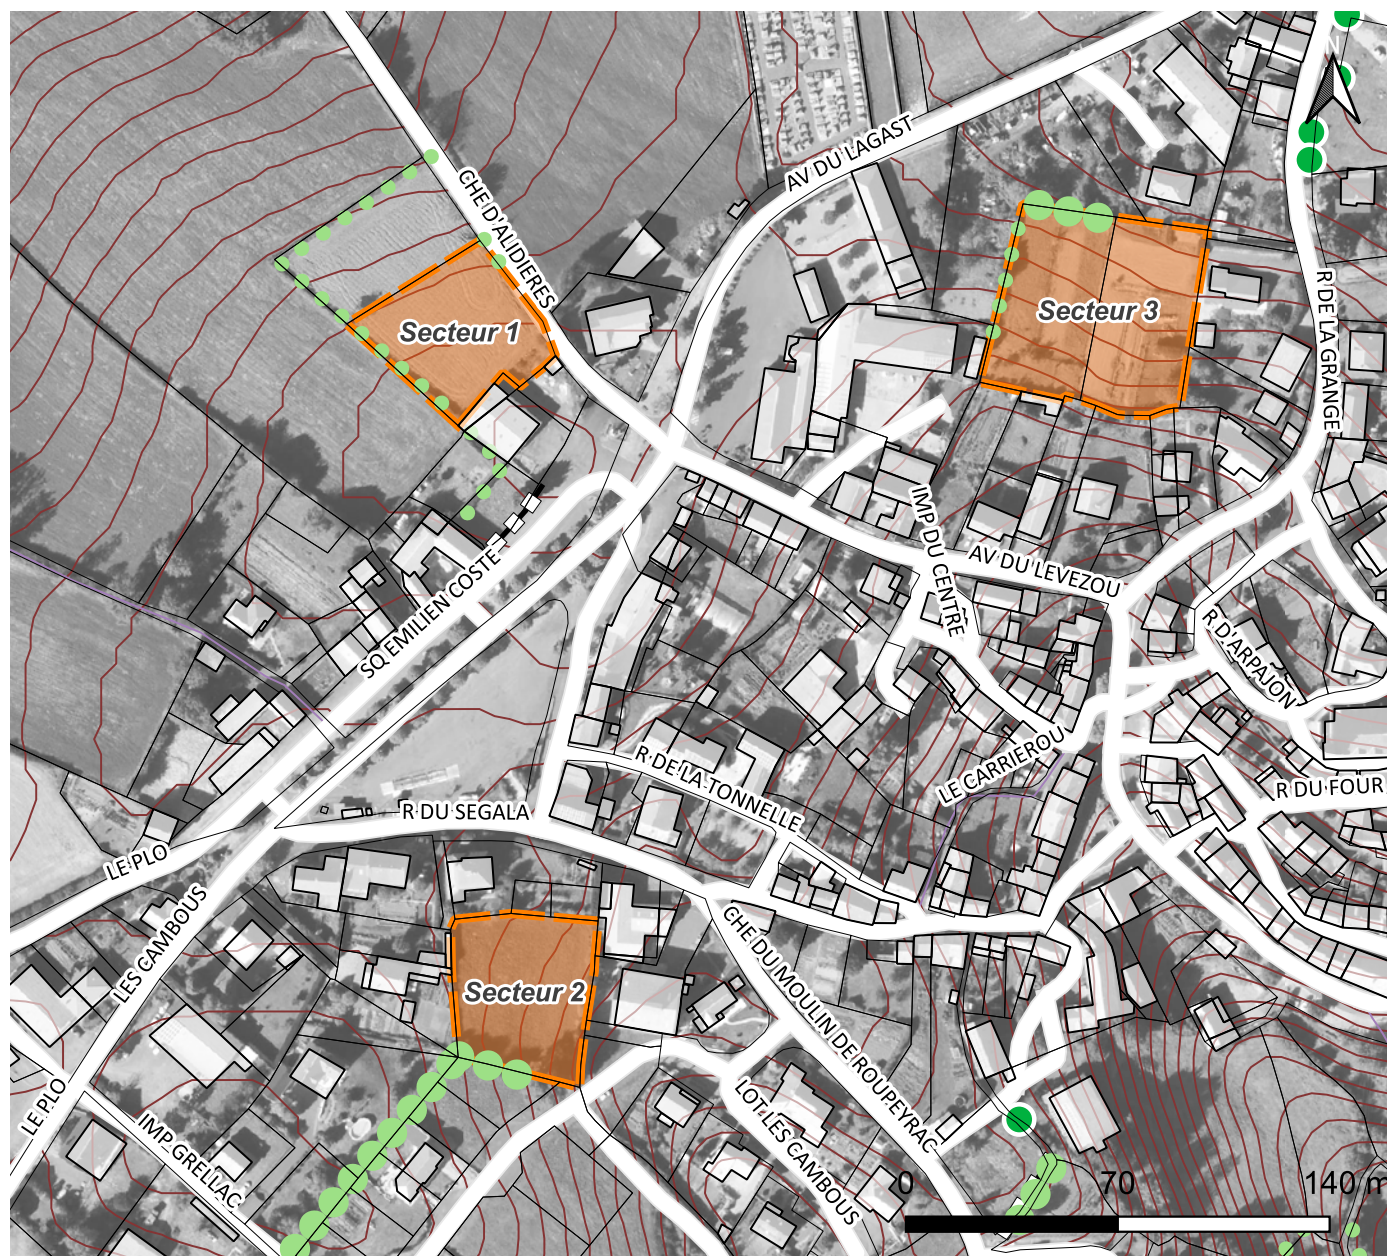 N
CHE D'ALIDIERES
AV DU LAGAST
Secteur 1
Secteur 3
R DE LA GRANGE
IMP DU CENTRE
AV DU LEVEZOU
SQ EMILIEN COSTE
R D'ARPAJON
R DE LA TONNELLE
LE CARRIEROU
R DU FOUR
R DU SEGALA
LE PLO
LES CAMBOUS
CHE DU MOULIN DE ROUPEYRAC
Secteur 2
LE PLO
IMP GRELLAC
LOT LES CAMBOUS
0 70 140 m